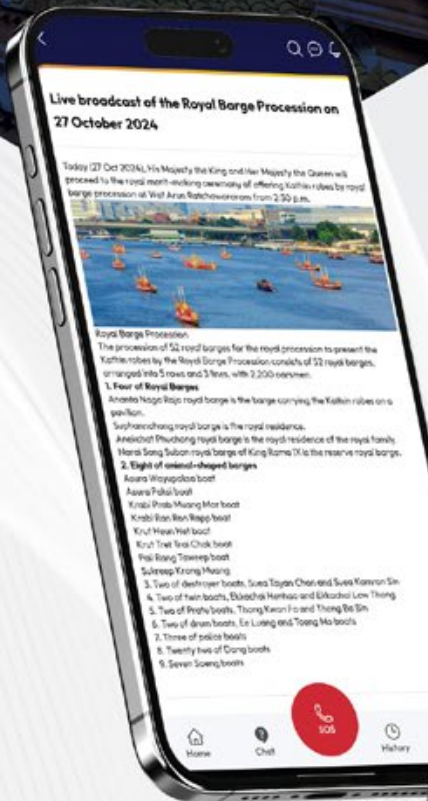 Live broadcast of the Royal Barge Procession on
27 October 2024
Today (27 Oct 2024), His Majesty the King and Her Majesty the Queen will
proceed to the royal merit-making ceremony of offering Kathin robes by royal
barge procession at Wat Arun Ratchawararam from 2:30 p.m.
Royal Barge Procession
The procession of 52 royal barges for the royal procession to present the
Kathin robes by the Royal Barge Procession consists of 52 royal barges,
arranged into 5 rows and 3 lines, with 2,200 oarsmen.
1. Four of Royal Barges
Ananta Naga Raja royal barge is the barge carrying the Kathin robes on a
pavilion.
Suphannahong royal barge is the royal residence.
Anekchat Phuchong royal barge is the royal residence of the royal family.
Narai Song Suban royal barge of King Rama IX is the reserve royal barge.
2. Eight of animal-shaped barges
Asura Wayupak boat
Asura Paksi boat
Krabi Prab Muang Mar boat
Krabi Ran Ron Rapp boat
Krut Heun Het boat
Krut Tret Trai Chak boat
Pali Rang Taweep boat
Sukreep Krong Muang
3. Two of destroyer boats, Suea Tayan Chon and Suea Kamron Sin
4. Two of twin boats, Ekkachai Hernhao and Ekkachai Law Thong
5. Two of Pratu boats, Thong Kwan Fa and Thong Ba Bin
6. Two of drum boats, Ee Luang and Taeng Mo boats
7. Three of police boats
8. Twenty two of Dang boats
9. Seven Saeng boats
Home
Chat
SOS
History